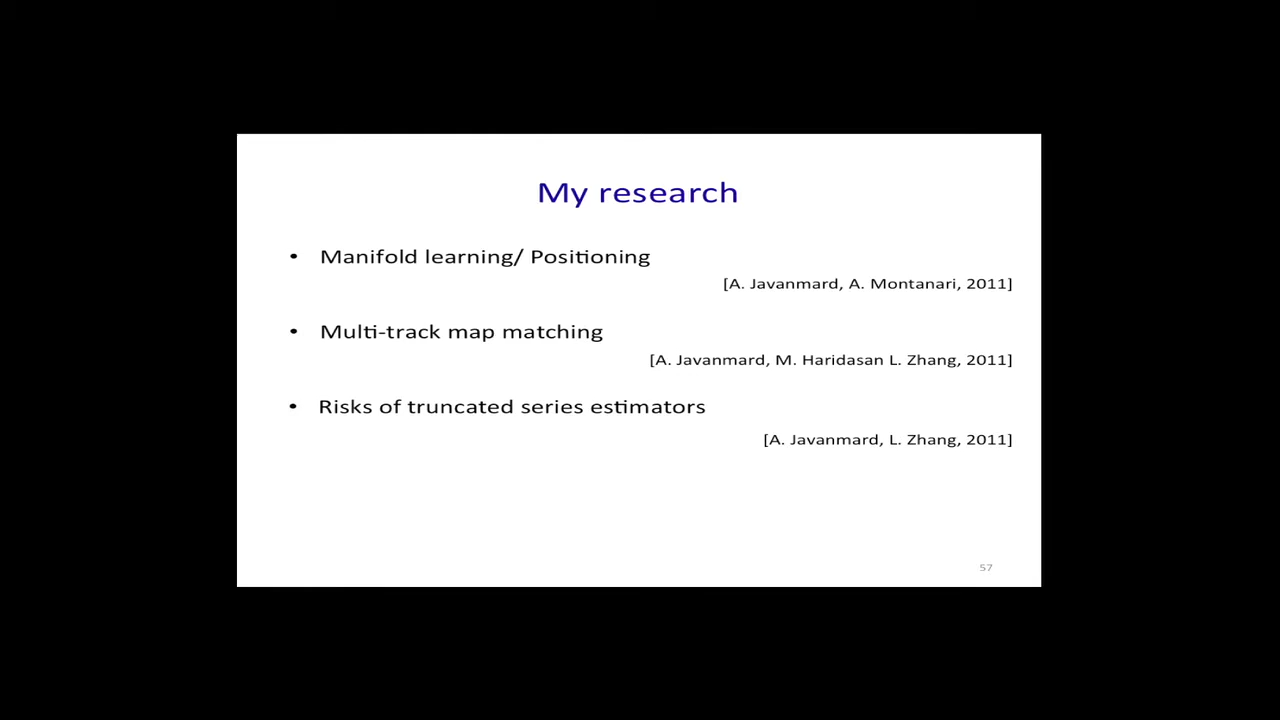 My research
• Manifold learning/ Positioning
[A. Javanmard, A. Montanari, 2011]
• Multi-track map matching
[A. Javanmard, M. Haridasan L. Zhang, 2011]
• Risks of truncated series estimators
[A. Javanmard, L. Zhang, 2011]
57